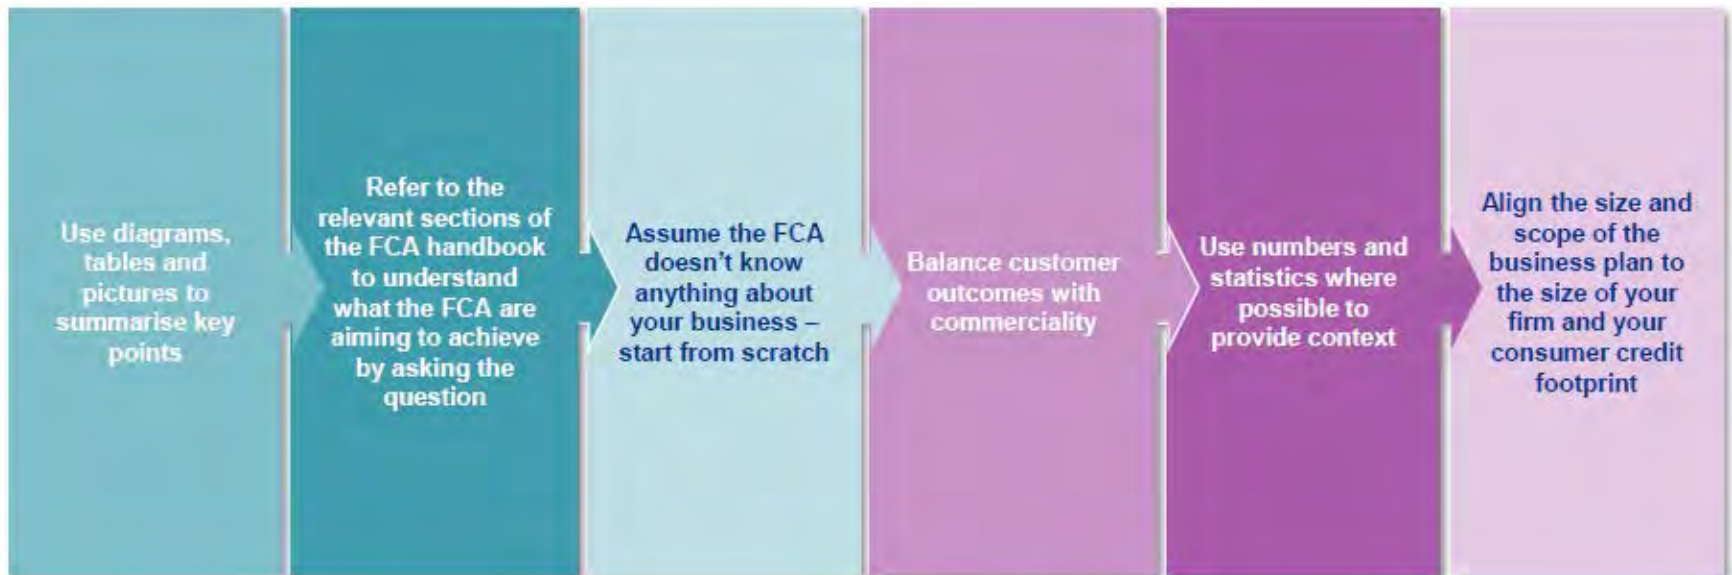 Use diagrams,
tables and
pictures to
summarise key
points
Refer to the
relevant sections of
the FCA handbook
to understand
what the FCA are
aiming to achieve
by asking the
question
Assume the FCA
doesn't know
anything about
your business –
start from scratch
Balance customer
outcomes with
commerciality
Use numbers and
statistics where
possible to
provide context
Align the size and
scope of the
business plan to
the size of your
firm and your
consumer credit
footprint